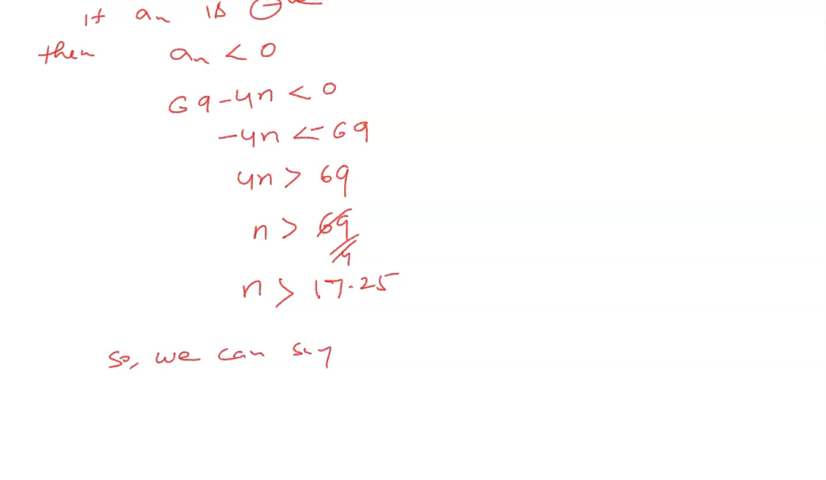 If an is ⊖ve
then an < 0
69-4n < 0
-4n <-69
4n > 69
n > 69/4
n > 17.25
So, we can say